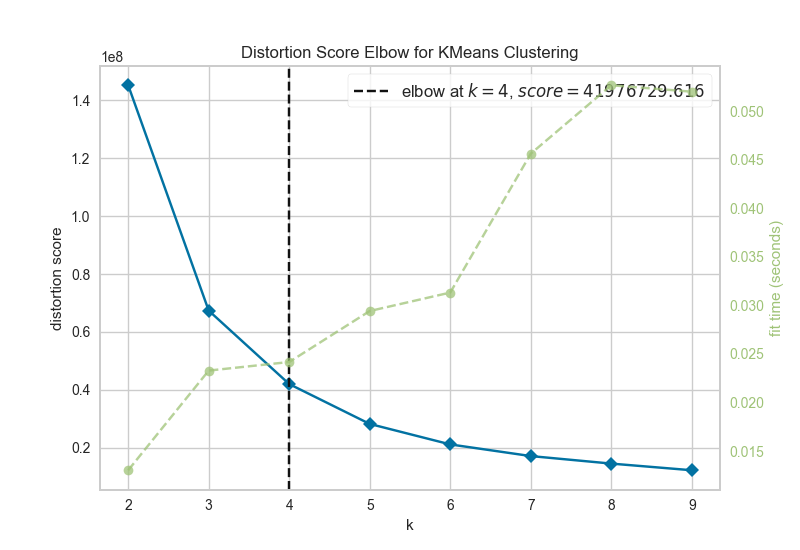 Distortion Score Elbow for KMeans Clustering
1e8
elbow at k = 4, score = 41976729.616
1.4
1.2
1.0
0.8
0.6
0.4
0.2
distortion score
0.050
0.045
0.040
0.035
0.030
0.025
0.020
0.015
fit time (seconds)
2 3 4 5 6 7 8 9
k